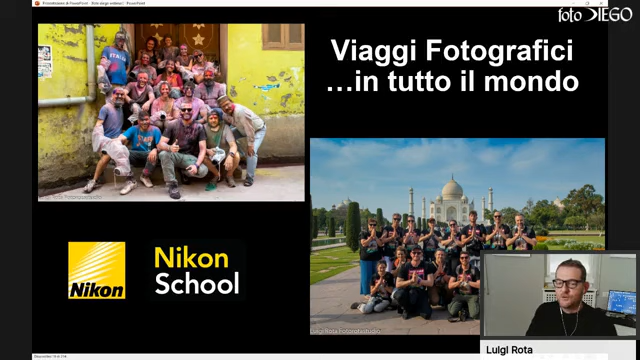 foto DIEGO
Viaggi Fotografici
…in tutto il mondo
Nikon
Nikon
School
Luigi Rota